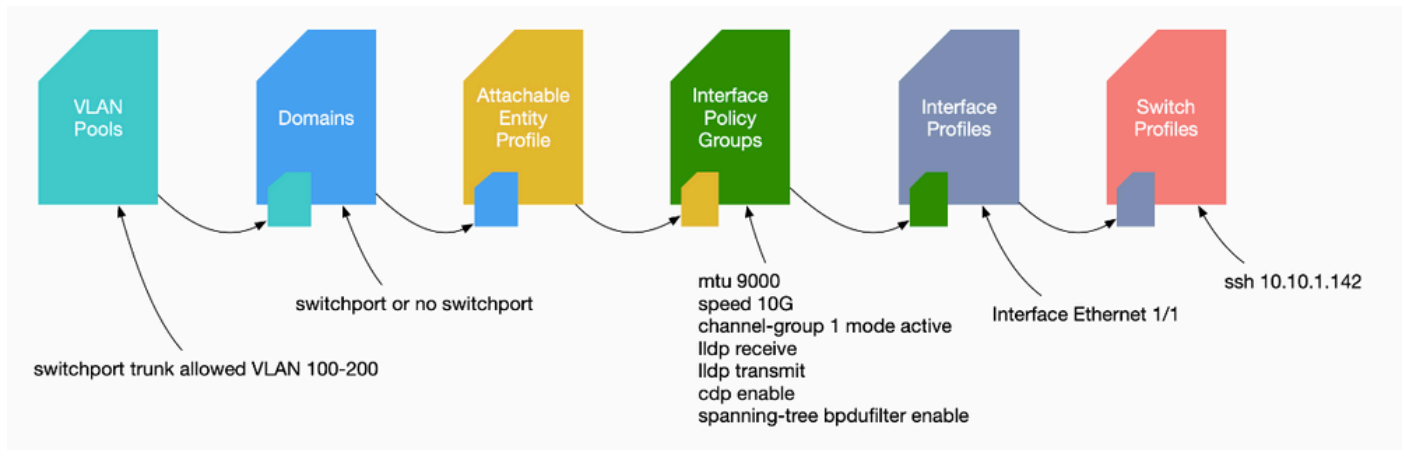 VLAN
Pools
Domains
Attachable
Entity
Profile
Interface
Policy
Groups
Interface
Profiles
Switch
Profiles
switchport trunk allowed VLAN 100-200
switchport or no switchport
mtu 9000
speed 10G
channel-group 1 mode active
lldp receive
lldp transmit
cdp enable
spanning-tree bpdufilter enable
Interface Ethernet 1/1
ssh 10.10.1.142